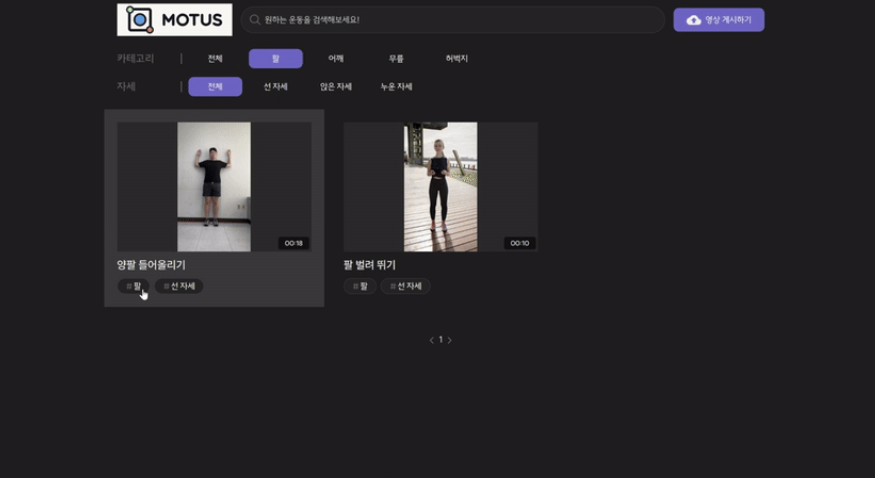 MOTUS
원하는 운동을 검색해보세요!
영상 게시하기
카테고리 | 전체 팔 어깨 무릎 허벅지
자세 | 전체 선 자세 앉은 자세 누운 자세
00:18
00:10
양팔 들어올리기
팔 벌려 뛰기
# 팔 # 선 자세
# 팔 # 선 자세
< 1 >